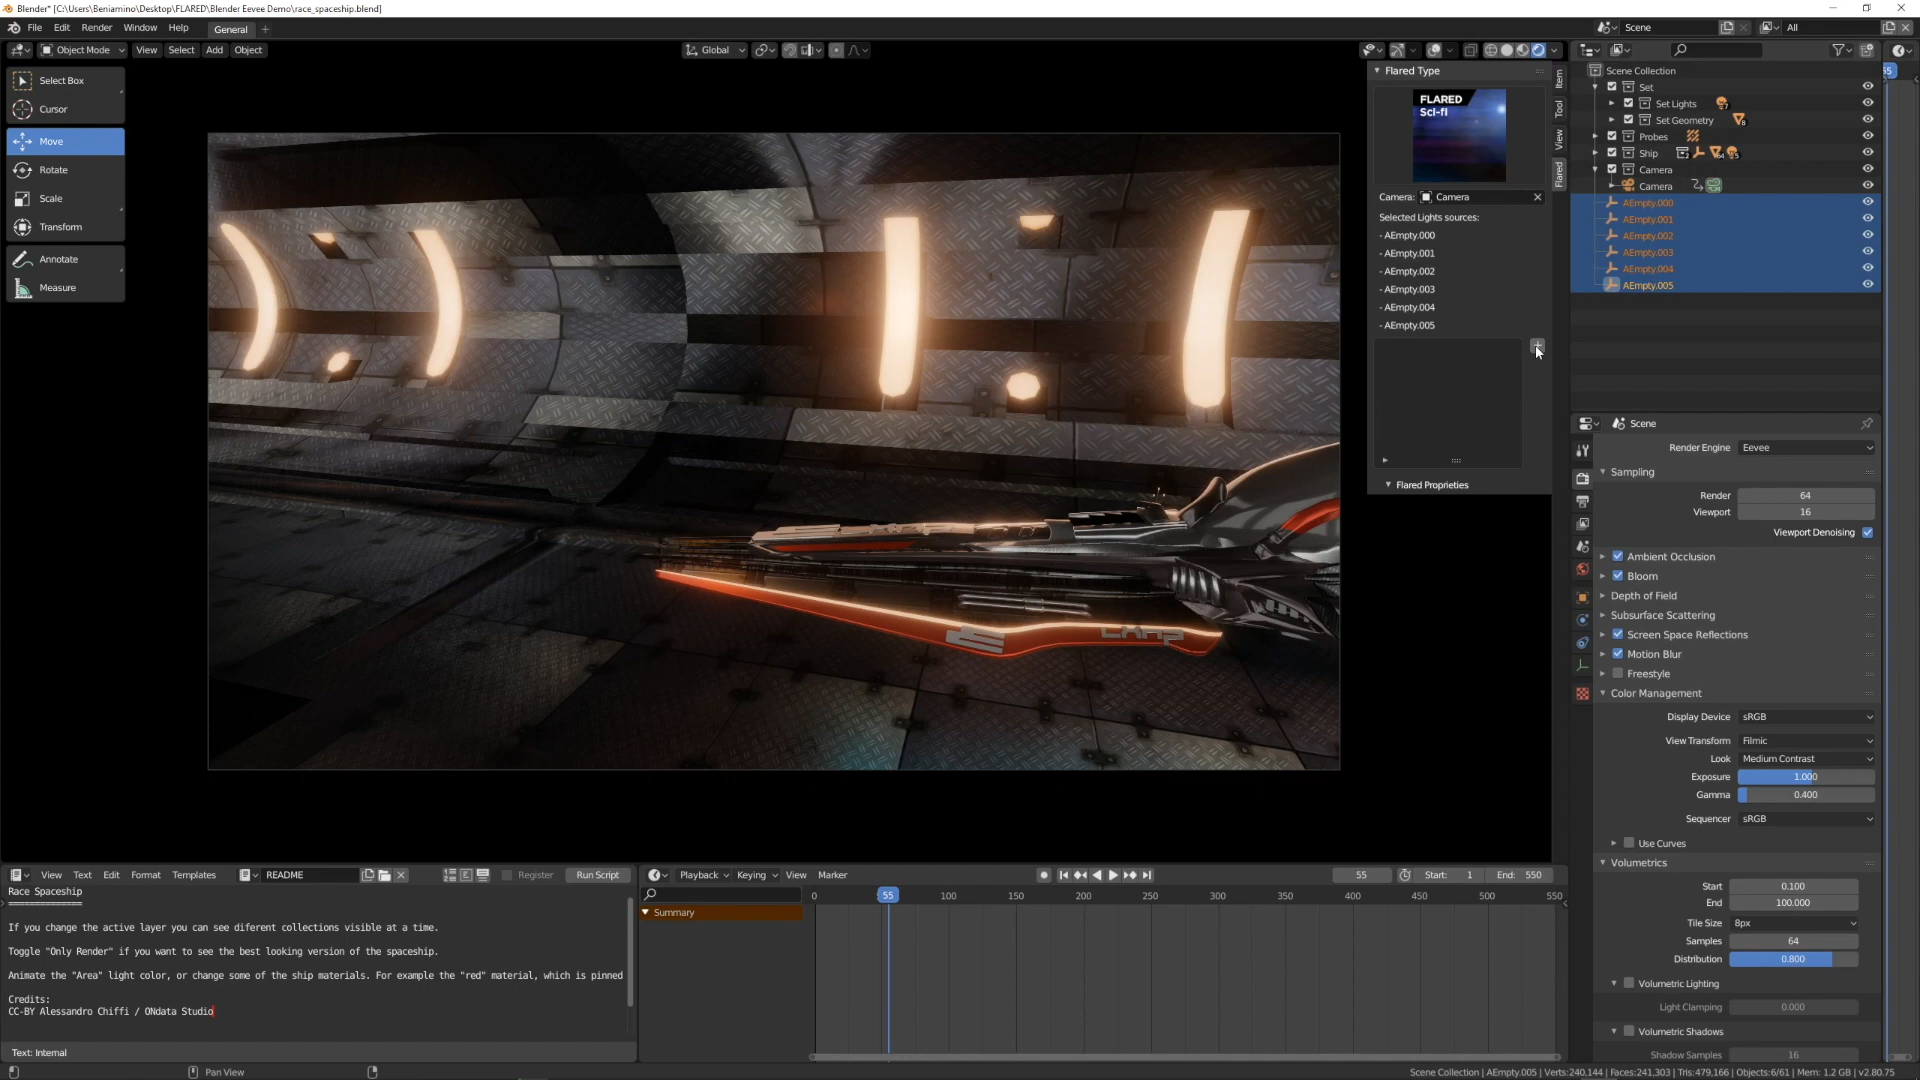 Blender* [C:\Users\Beniamino\Desktop\FLARED\Blender Eevee Demo\race_spaceship.blend]
File Edit Render Window Help General
Scene All
Object Mode View Select Add Object
Global
Select Box
Cursor
Move
Rotate
Scale
Transform
Annotate
Measure
Flared Type
FLARED
Sci-fi
Camera: Camera
Selected Lights sources:
- AEmpty.000
- AEmpty.001
- AEmpty.002
- AEmpty.003
- AEmpty.004
- AEmpty.005
Flared Proprieties
Item
Tool
View
Flared
Scene Collection
Set
Set Lights
Set Geometry
Probes
Ship
Camera
Camera
AEmpty.000
AEmpty.001
AEmpty.002
AEmpty.003
AEmpty.004
AEmpty.005
Scene
Render Engine Eevee
Sampling
Render 64
Viewport 16
Viewport Denoising
Ambient Occlusion
Bloom
Depth of Field
Subsurface Scattering
Screen Space Reflections
Motion Blur
Freestyle
Color Management
Display Device sRGB
View Transform Filmic
Look Medium Contrast
Exposure 1.000
Gamma 0.400
Sequencer sRGB
Use Curves
Volumetrics
Start 0.100
End 100.000
Tile Size 8px
Samples 64
Distribution 0.800
Volumetric Lighting
Light Clamping 0.000
Volumetric Shadows
Shadow Samples 16
View Text Edit Format Templates README Register Run Script
Race Spaceship
==============
If you change the active layer you can see diferent collections visible at a time.
Toggle "Only Render" if you want to see the best looking version of the spaceship.
Animate the "Area" light color, or change some of the ship materials. For example the "red" material, which is pinned
Credits:
CC-BY Alessandro Chiffi / ONdata Studio
Text: Internal
Playback Keying View Marker 55 Start: 1 End: 550
0 55 100 150 200 250 300 350 400 450 500 550
Summary
Pan View
Scene Collection | AEmpty.005 | Verts:240,144 | Faces:241,303 | Tris:479,166 | Objects:6/61 | Mem: 1.2 GB | v2.80.75